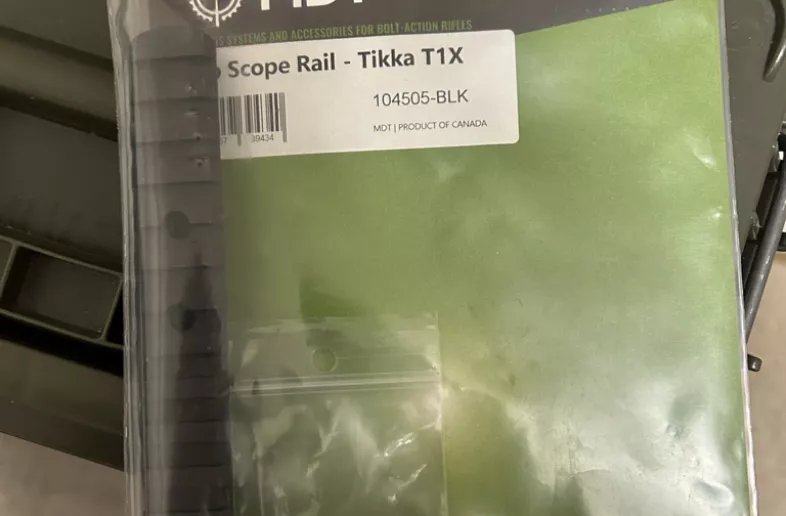 SYSTEMS AND ACCESSORIES FOR BOLT-ACTION RIFLES
Scope Rail - Tikka T1X
104505-BLK
39434
MDT | PRODUCT OF CANADA